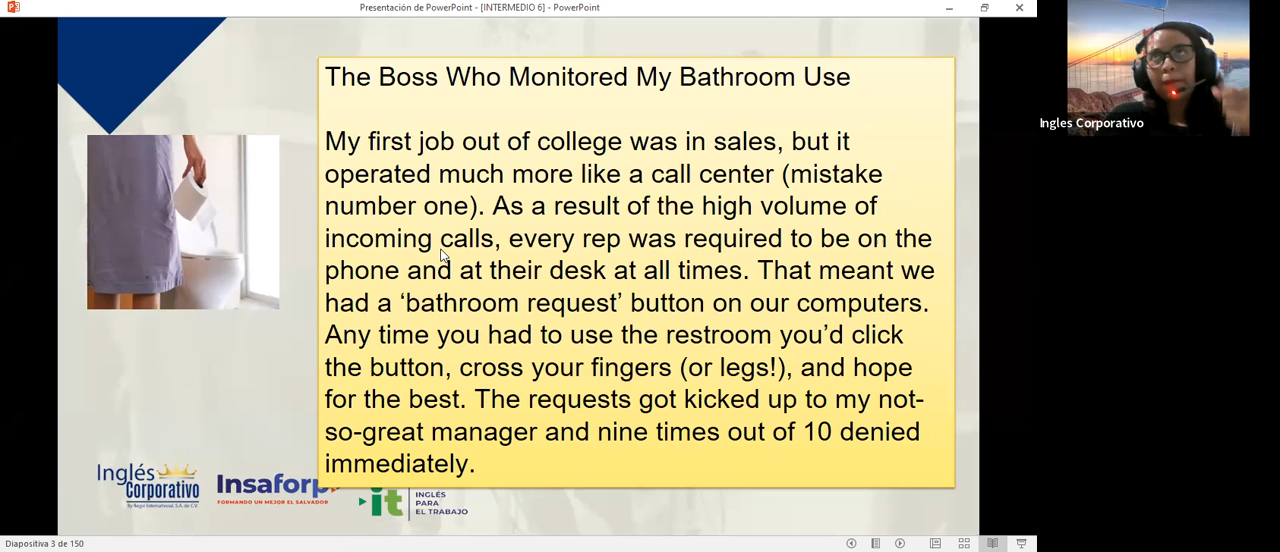 Presentación de PowerPoint - [INTERMEDIO 6] - PowerPoint
The Boss Who Monitored My Bathroom Use
My first job out of college was in sales, but it
operated much more like a call center (mistake
number one). As a result of the high volume of
incoming calls, every rep was required to be on the
phone and at their desk at all times. That meant we
had a ‘bathroom request’ button on our computers.
Any time you had to use the restroom you’d click
the button, cross your fingers (or legs!), and hope
for the best. The requests got kicked up to my not-
so-great manager and nine times out of 10 denied
immediately.
Ingles Corporativo
Inglés
Corporativo
By Regal International, S.A. de C.V.
Insaforp
FORMANDO UN MEJOR EL SALVADOR
it
INGLÉS
PARA
EL TRABAJO
Diapositiva 3 de 150